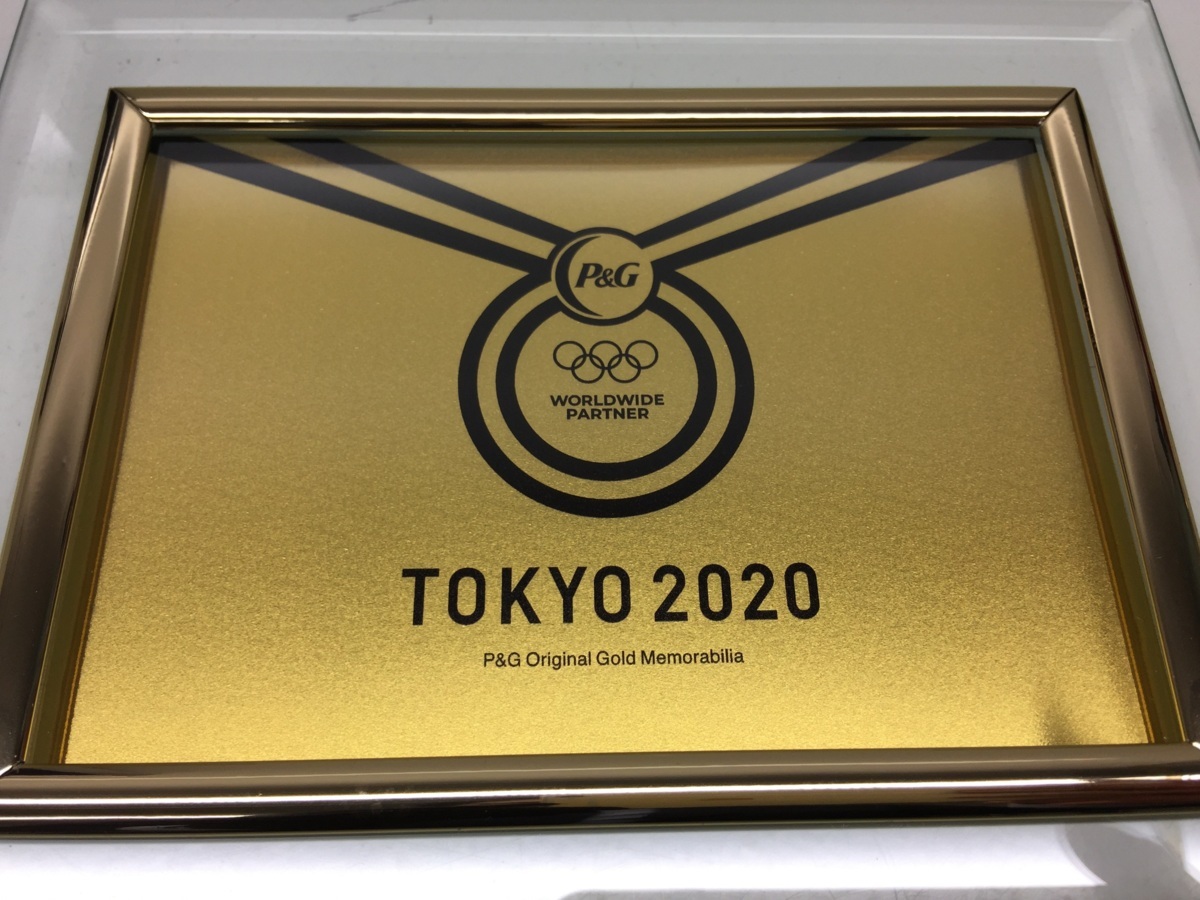 P&G
WORLDWIDE
PARTNER
TOKYO 2020
P&G Original Gold Memorabilia